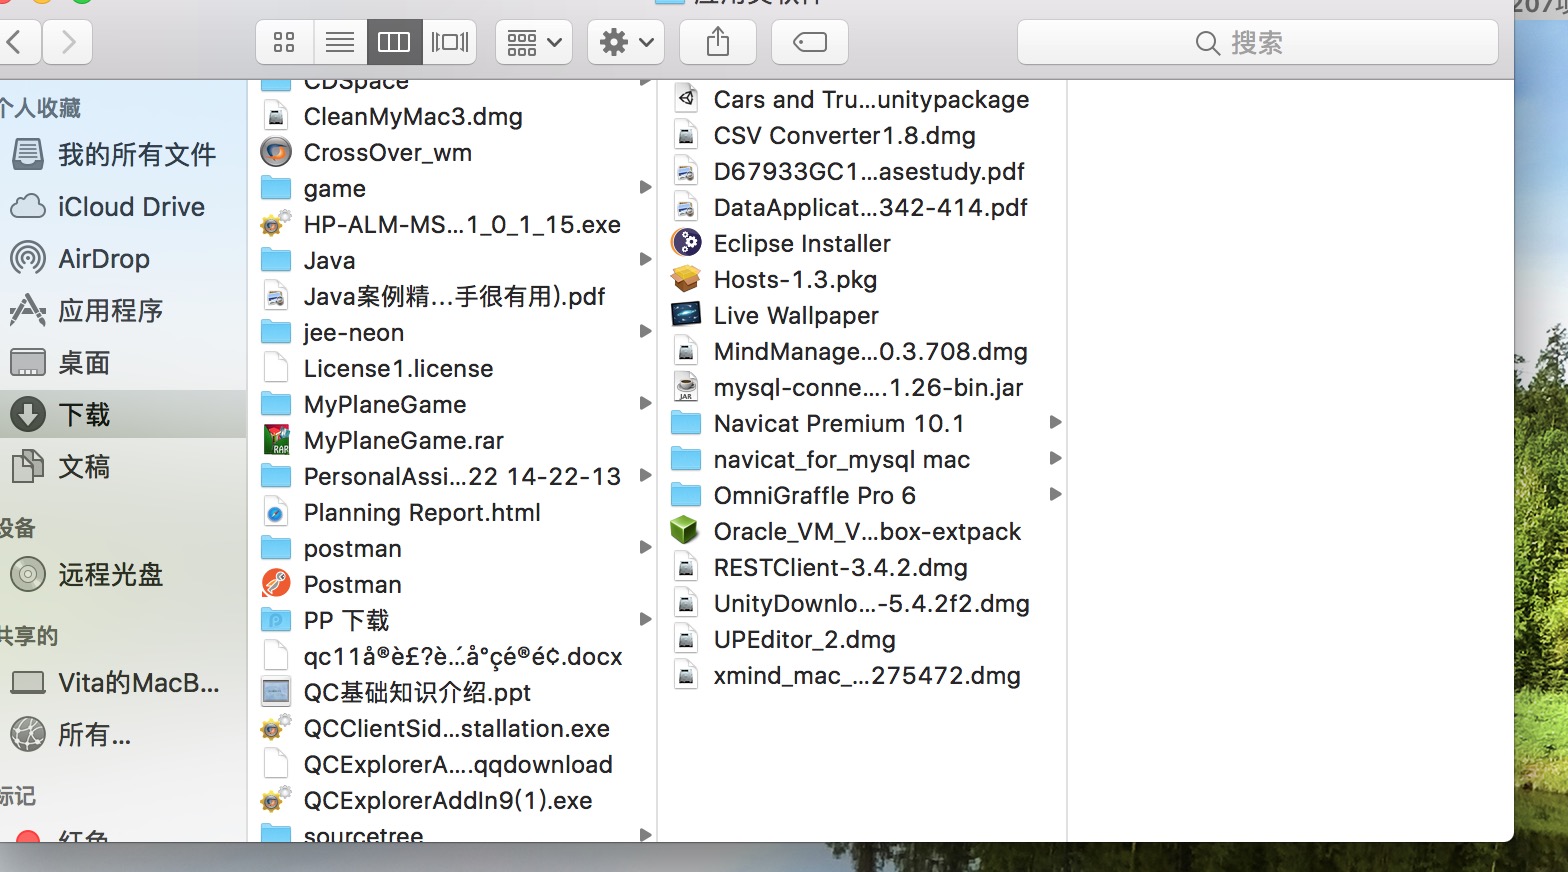 搜索
个人收藏
我的所有文件
iCloud Drive
AirDrop
应用程序
桌面
下载
文稿
设备
远程光盘
共享的
Vita的MacB...
所有...
标记
红色
CDSpace
CleanMyMac3.dmg
CrossOver_wm
game
HP-ALM-MS...1_0_1_15.exe
Java
Java案例精...手很有用).pdf
jee-neon
License1.license
MyPlaneGame
MyPlaneGame.rar
RAR
PersonalAssi...22 14-22-13
Planning Report.html
postman
Postman
PP 下载
qc11å®è£?è.´å°çé®é¢.docx
QC基础知识介绍.ppt
QCClientSid...stallation.exe
QCExplorerA....qqdownload
QCExplorerAddIn9(1).exe
sourcetree
Cars and Tru...unitypackage
CSV Converter1.8.dmg
D67933GC1...asestudy.pdf
DataApplicat...342-414.pdf
Eclipse Installer
Hosts-1.3.pkg
Live Wallpaper
MindManage...0.3.708.dmg
mysql-conne....1.26-bin.jar
JAR
Navicat Premium 10.1
navicat_for_mysql mac
OmniGraffle Pro 6
Oracle_VM_V...box-extpack
RESTClient-3.4.2.dmg
UnityDownlo...-5.4.2f2.dmg
UPEditor_2.dmg
xmind_mac_...275472.dmg